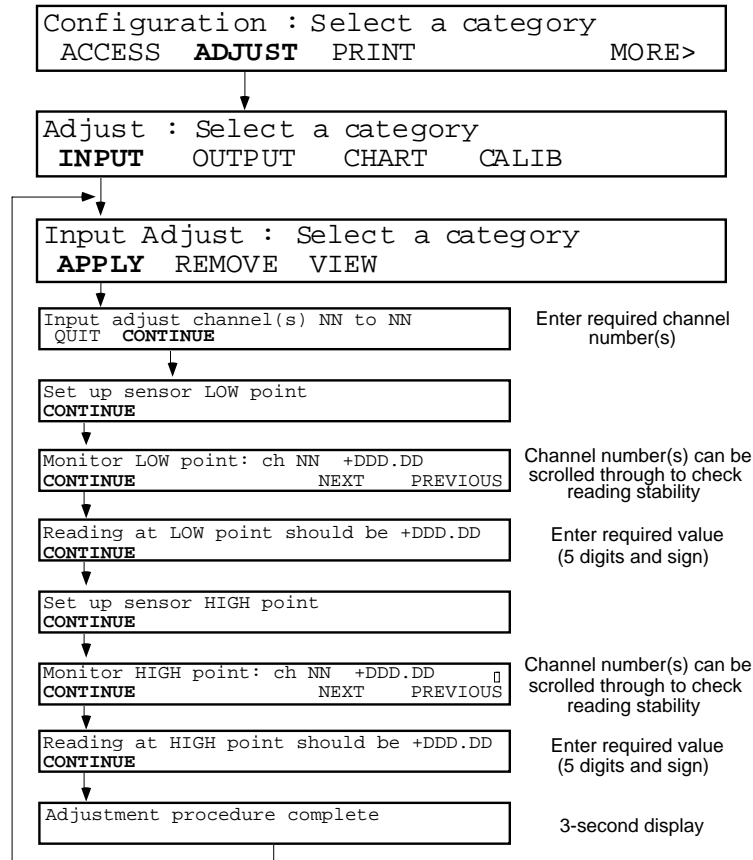 Configuration : Select a category
ACCESS ADJUST PRINT MORE>
Adjust : Select a category
INPUT OUTPUT CHART CALIB
Input Adjust : Select a category
APPLY REMOVE VIEW
Input adjust channel(s) NN to NN
QUIT CONTINUE
Enter required channel
number(s)
Set up sensor LOW point
CONTINUE
Monitor LOW point: ch NN +DDD.DD
CONTINUE NEXT PREVIOUS
Channel number(s) can be
scrolled through to check
reading stability
Reading at LOW point should be +DDD.DD
CONTINUE
Enter required value
(5 digits and sign)
Set up sensor HIGH point
CONTINUE
Monitor HIGH point: ch NN +DDD.DD ▯
CONTINUE NEXT PREVIOUS
Channel number(s) can be
scrolled through to check
reading stability
Reading at HIGH point should be +DDD.DD
CONTINUE
Enter required value
(5 digits and sign)
Adjustment procedure complete
3-second display